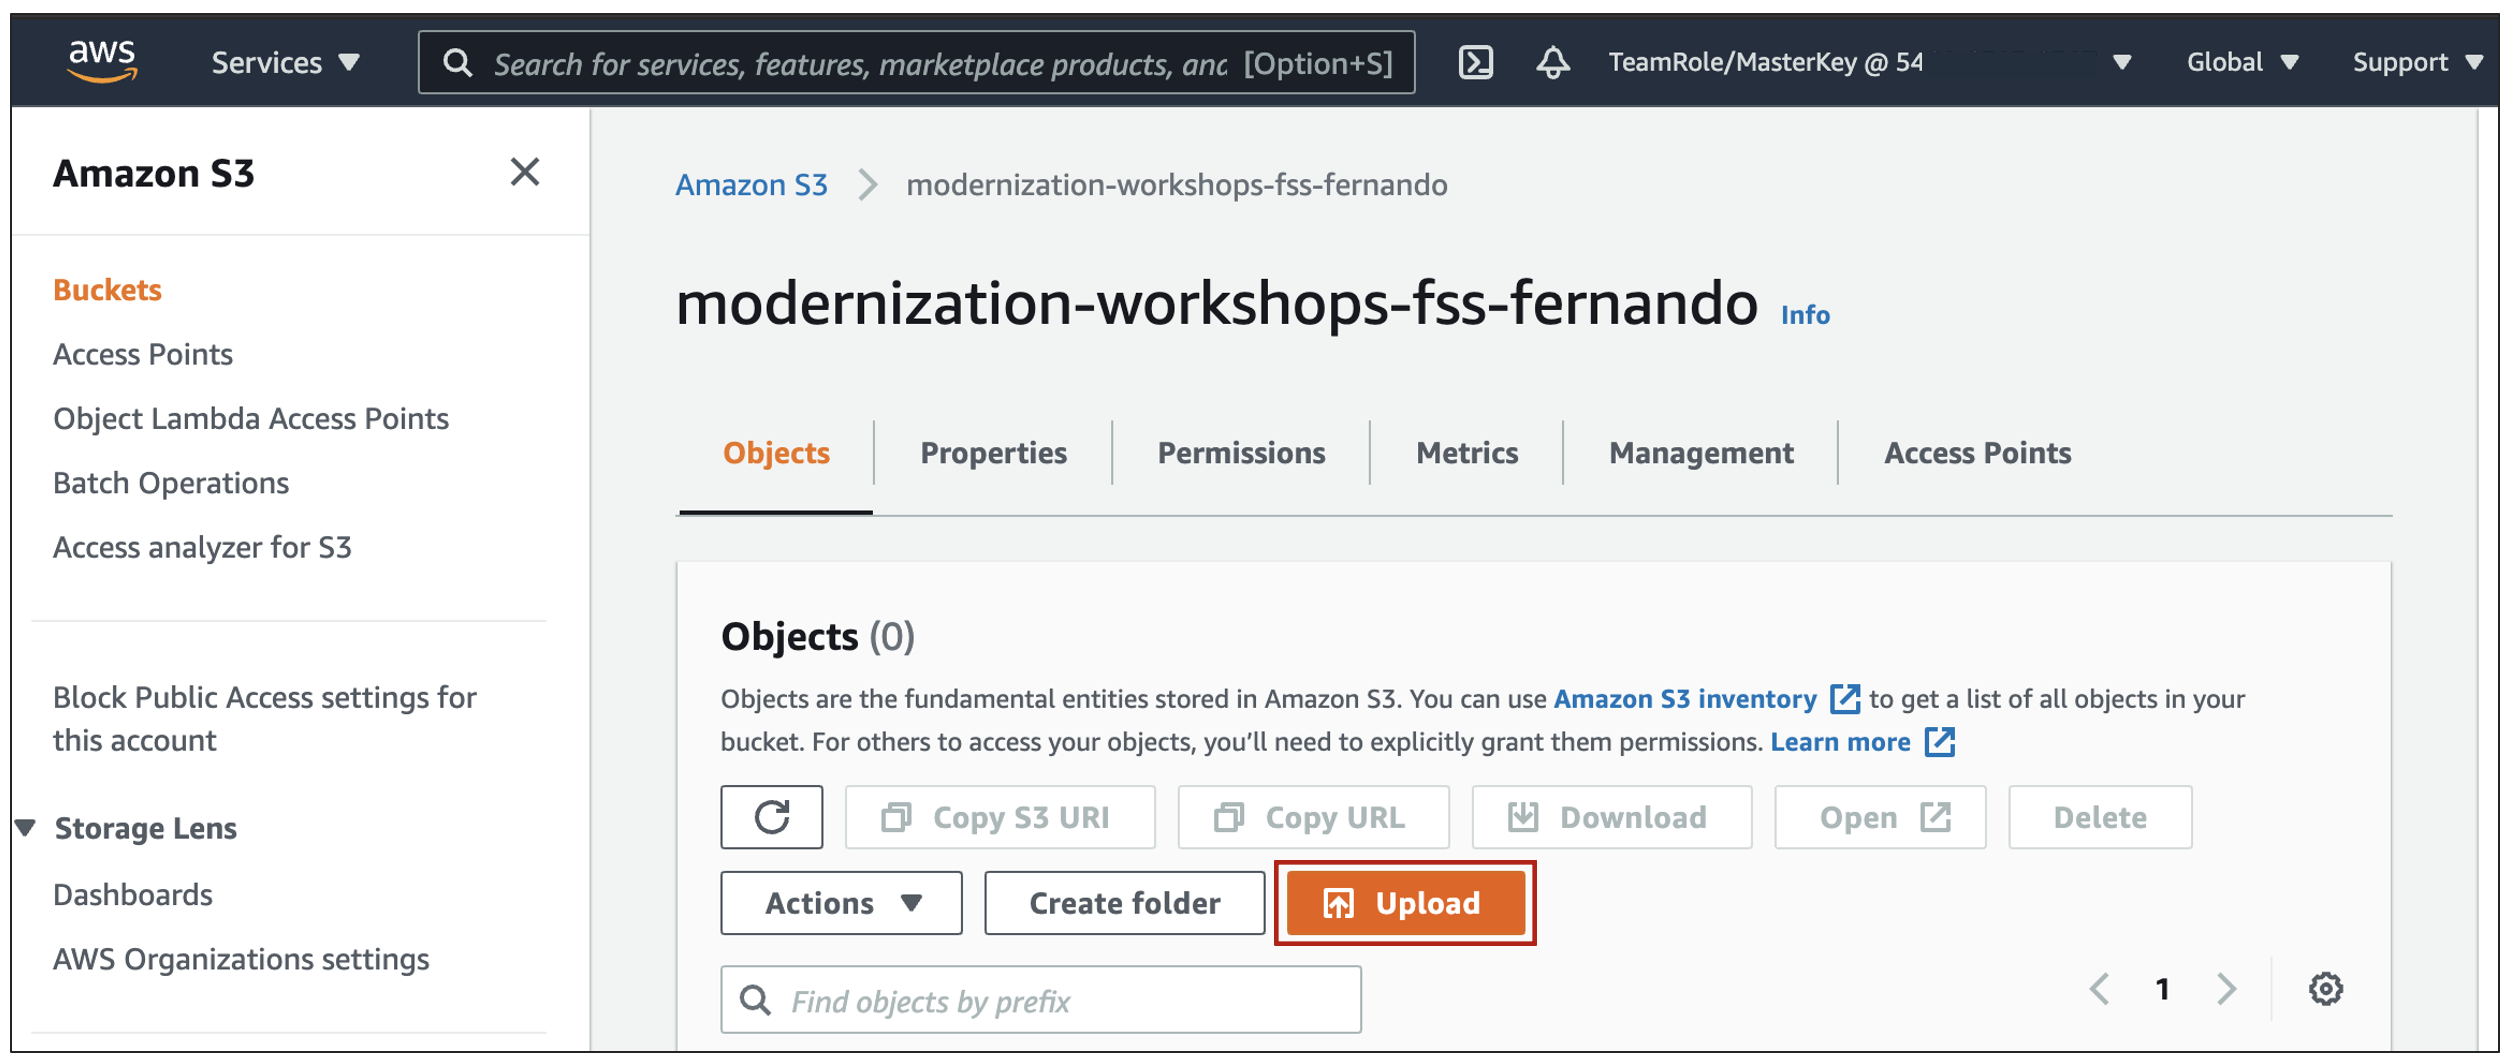 aws
Services
Search for services, features, marketplace products, and [Option+S]
TeamRole/MasterKey @ 54
Global
Support
Amazon S3
Buckets
Access Points
Object Lambda Access Points
Batch Operations
Access analyzer for S3
Block Public Access settings for
this account
Storage Lens
Dashboards
AWS Organizations settings
Amazon S3
modernization-workshops-fss-fernando
modernization-workshops-fss-fernando Info
Objects
Properties
Permissions
Metrics
Management
Access Points
Objects (0)
Objects are the fundamental entities stored in Amazon S3. You can use Amazon S3 inventory to get a list of all objects in your
bucket. For others to access your objects, you'll need to explicitly grant them permissions. Learn more
Copy S3 URI
Copy URL
Download
Open
Delete
Actions
Create folder
Upload
Find objects by prefix
1